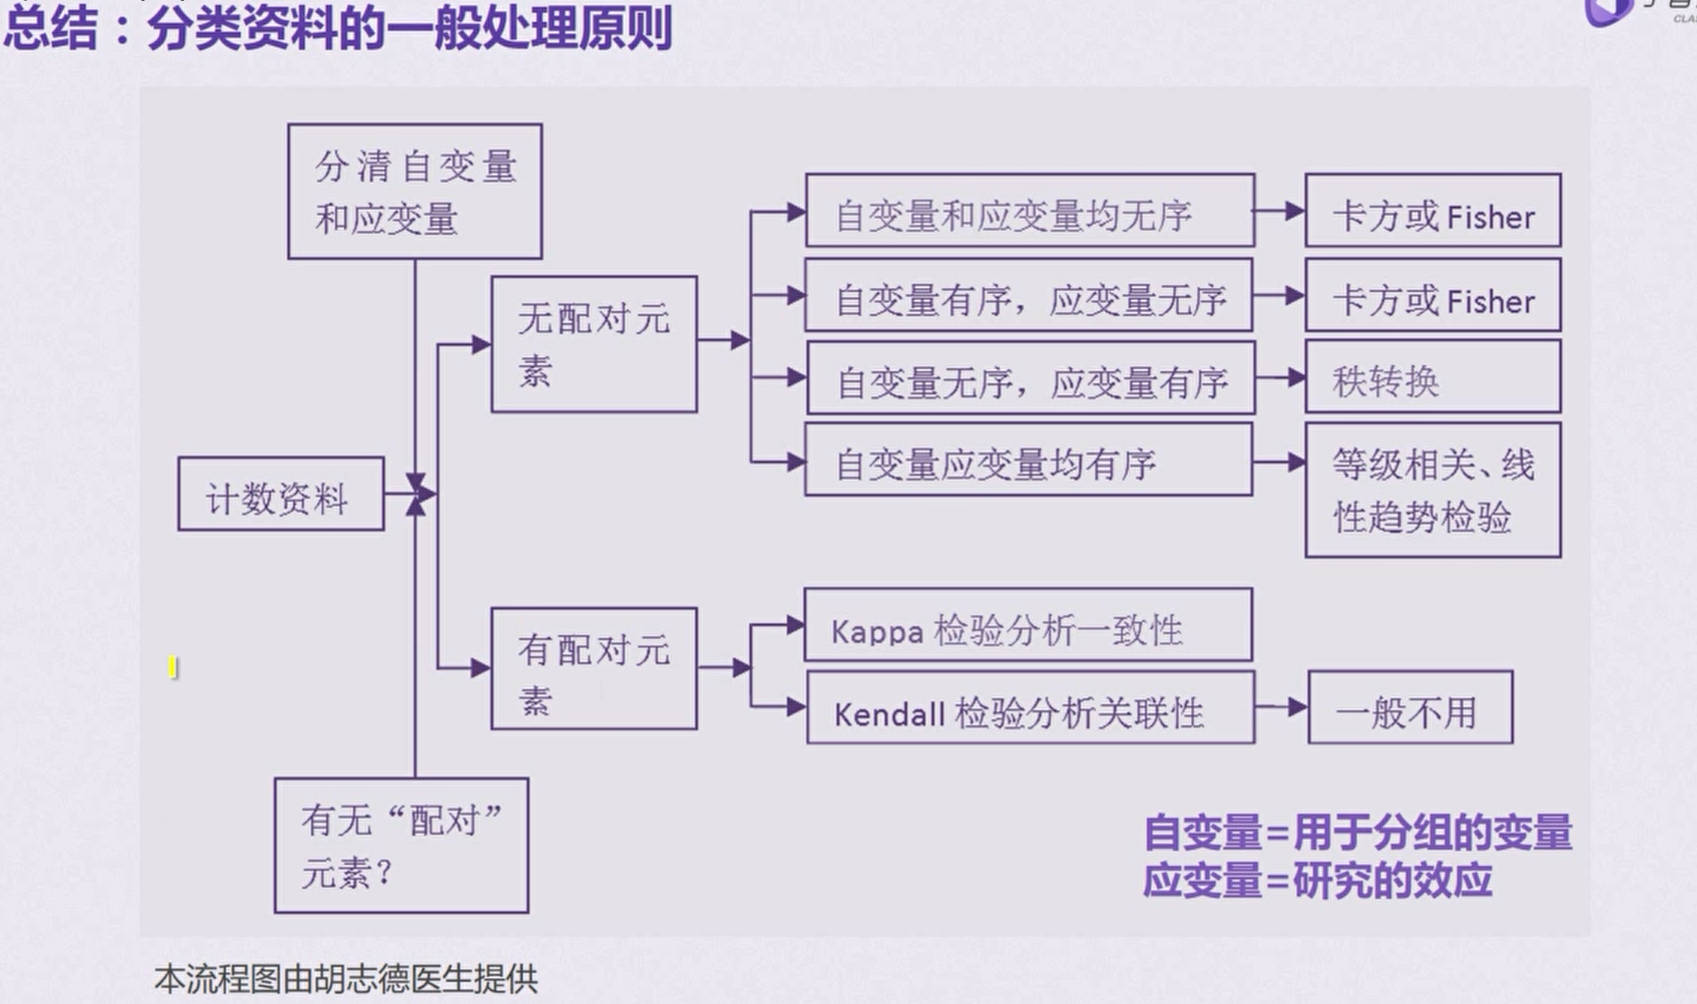 总结：分类资料的一般处理原则
CLA
分清自变量
和应变量
自变量和应变量均无序
卡方或 Fisher
自变量有序，应变量无序
卡方或 Fisher
无配对元
素
自变量无序，应变量有序
秩转换
自变量应变量均有序
等级相关、线
性趋势检验
计数资料
有配对元
素
Kappa 检验分析一致性
Kendall 检验分析关联性
一般不用
有无“配对”
元素？
自变量=用于分组的变量
应变量=研究的效应
本流程图由胡志德医生提供